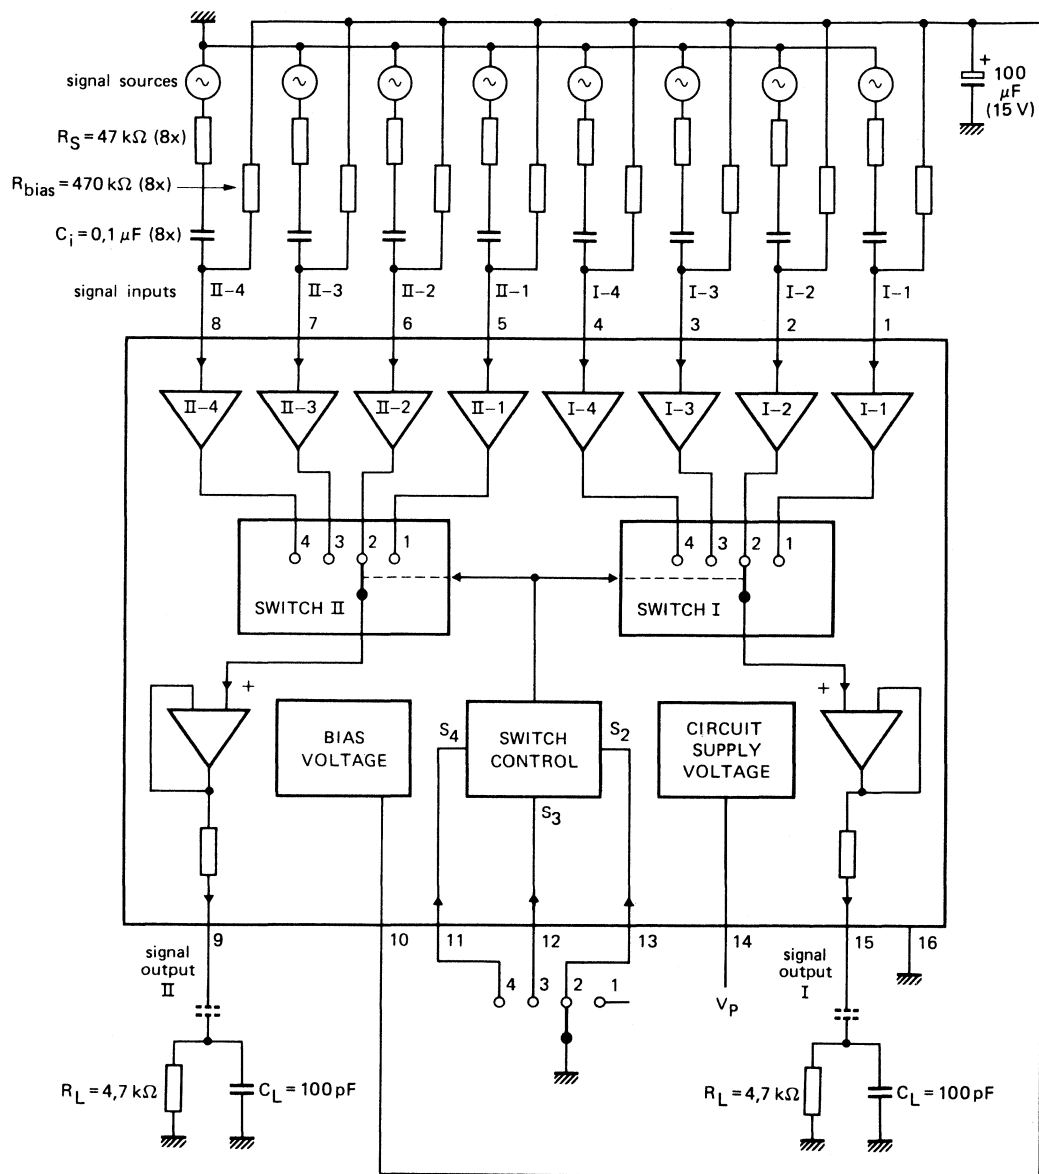 signal sources
+
100
µF
(15 V)
R_S = 47 kΩ (8x)
R_bias = 470 kΩ (8x)
C_i = 0,1 µF (8x)
signal inputs
II–4 II–3 II–2 II–1 I–4 I–3 I–2 I–1
8 7 6 5 4 3 2 1
II–4 II–3 II–2 II–1 I–4 I–3 I–2 I–1
4 3 2 1 4 3 2 1
SWITCH II SWITCH I
+ +
BIAS
VOLTAGE
S4
SWITCH
CONTROL
S2
S3
CIRCUIT
SUPPLY
VOLTAGE
9 10 11 12 13 14 15 16
signal
output
II
4 3 2 1
V_P
signal
output
I
R_L = 4,7 kΩ C_L = 100 pF R_L = 4,7 kΩ C_L = 100 pF